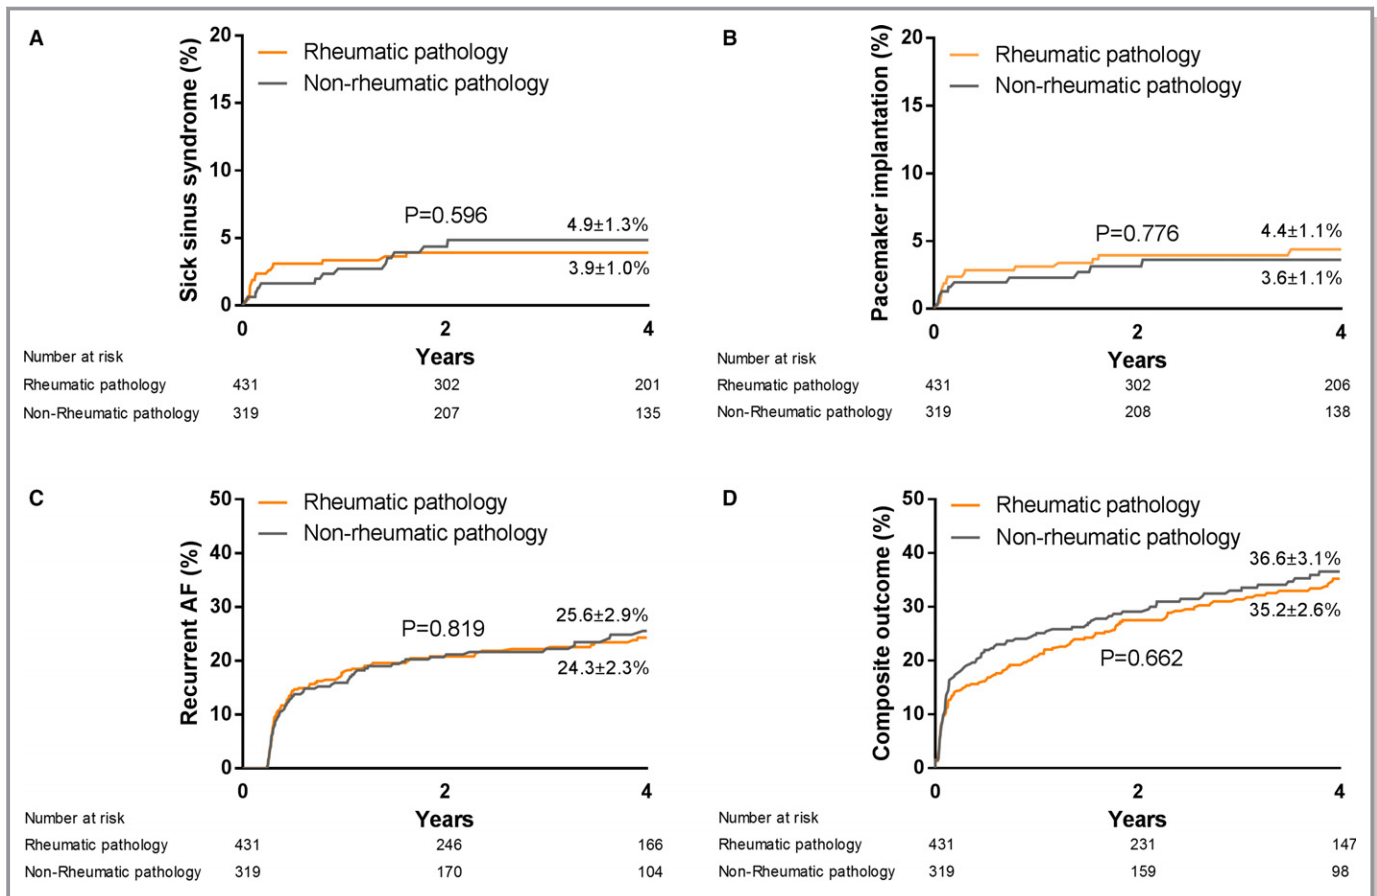 A
Sick sinus syndrome (%)
20
15
10
5
0
Rheumatic pathology
Non-rheumatic pathology
P=0.596
4.9±1.3%
3.9±1.0%
0 2 4
Years
Number at risk
Rheumatic pathology 431 302 201
Non-Rheumatic pathology 319 207 135
B
Pacemaker implantation (%)
20
15
10
5
0
Rheumatic pathology
Non-rheumatic pathology
P=0.776
4.4±1.1%
3.6±1.1%
0 2 4
Years
Number at risk
Rheumatic pathology 431 302 206
Non-Rheumatic pathology 319 208 138
C
Recurrent AF (%)
50
40
30
20
10
0
Rheumatic pathology
Non-rheumatic pathology
P=0.819
25.6±2.9%
24.3±2.3%
0 2 4
Years
Number at risk
Rheumatic pathology 431 246 166
Non-Rheumatic pathology 319 170 104
D
Composite outcome (%)
50
40
30
20
10
0
Rheumatic pathology
Non-rheumatic pathology
36.6±3.1%
35.2±2.6%
P=0.662
0 2 4
Years
Number at risk
Rheumatic pathology 431 231 147
Non-Rheumatic pathology 319 159 98